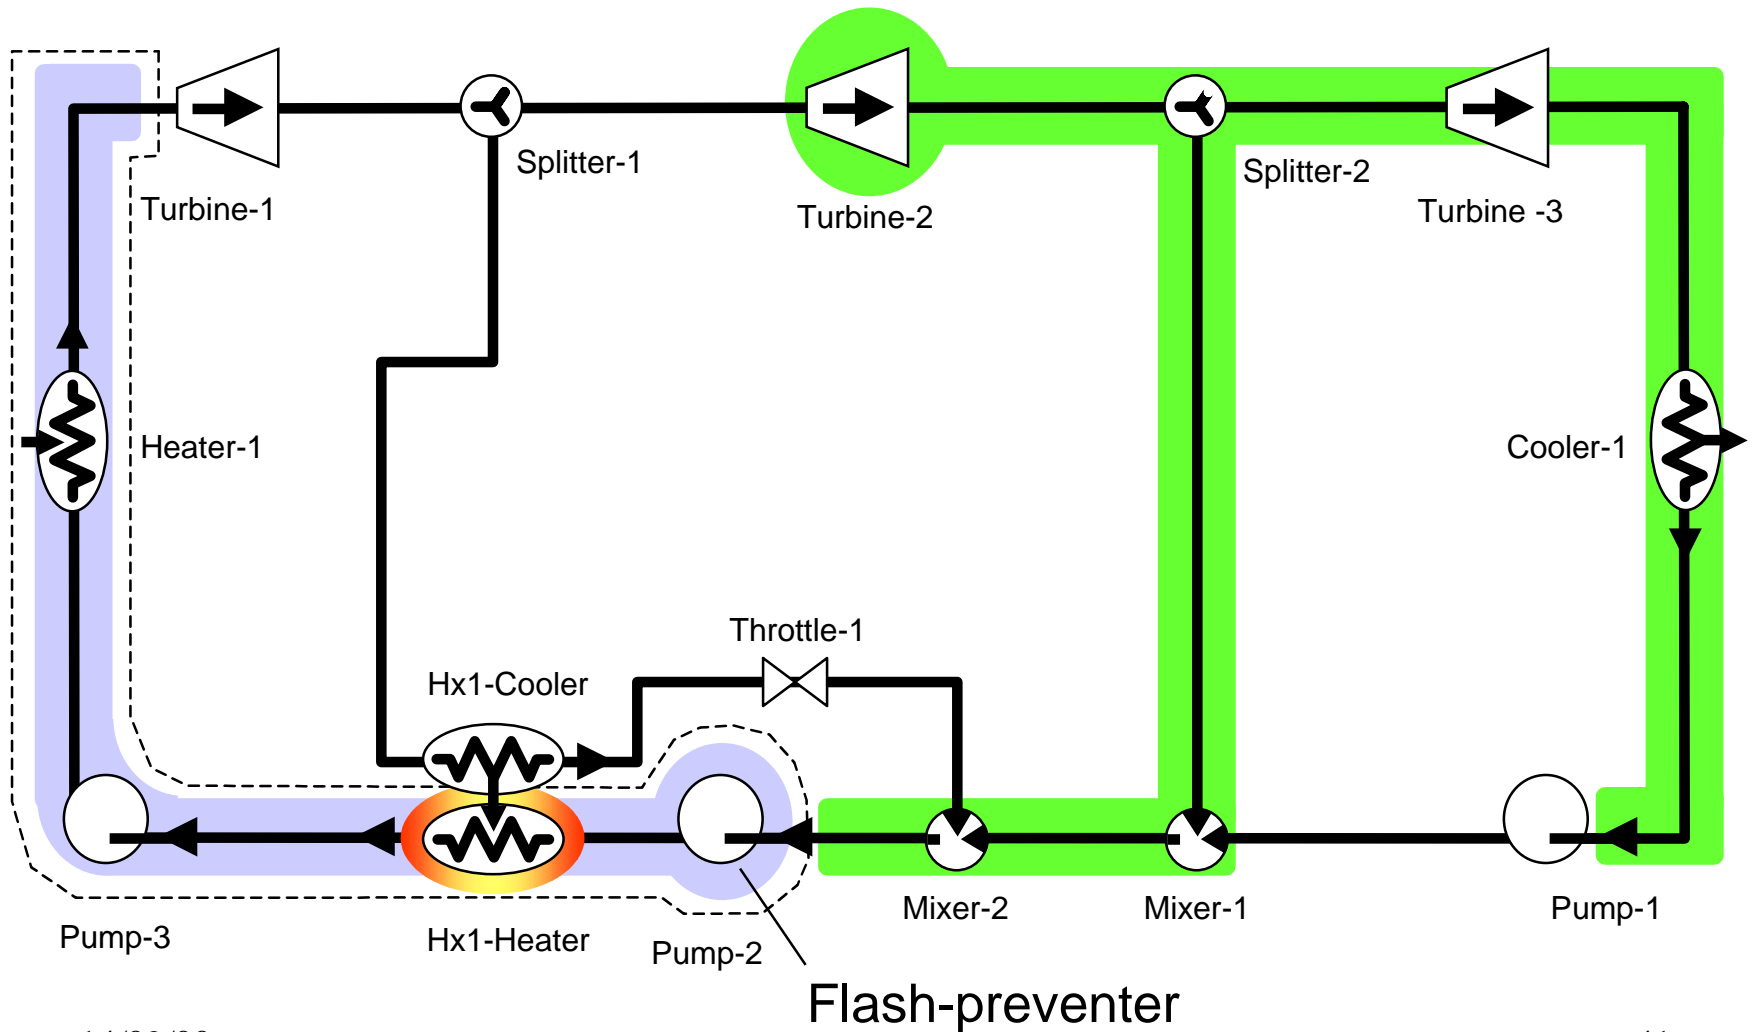 Splitter-1
Splitter-2
Turbine-1
Turbine-2
Turbine -3
Heater-1
Cooler-1
Throttle-1
Hx1-Cooler
Mixer-2
Mixer-1
Pump-1
Pump-3
Hx1-Heater
Pump-2
Flash-preventer